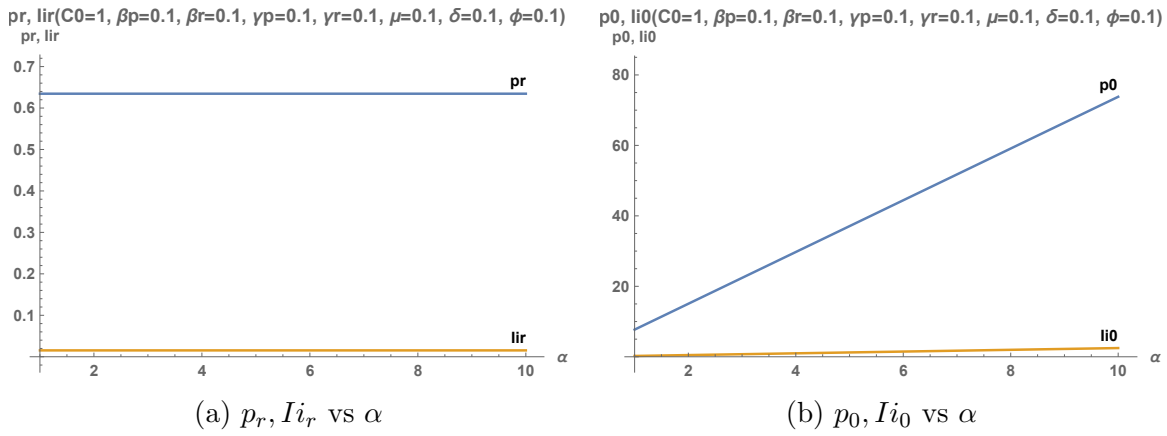 pr, Iir(C0=1, βp=0.1, βr=0.1, γp=0.1, γr=0.1, μ=0.1, δ=0.1, ϕ=0.1)
pr, Iir
0.7
0.6
0.5
0.4
0.3
0.2
0.1
pr
Iir
2 4 6 8 10 α
(a) p_r, Ii_r vs α
p0, Ii0(C0=1, βp=0.1, βr=0.1, γp=0.1, γr=0.1, μ=0.1, δ=0.1, ϕ=0.1)
p0, Ii0
80
60
40
20
p0
Ii0
2 4 6 8 10 α
(b) p_0, Ii_0 vs α